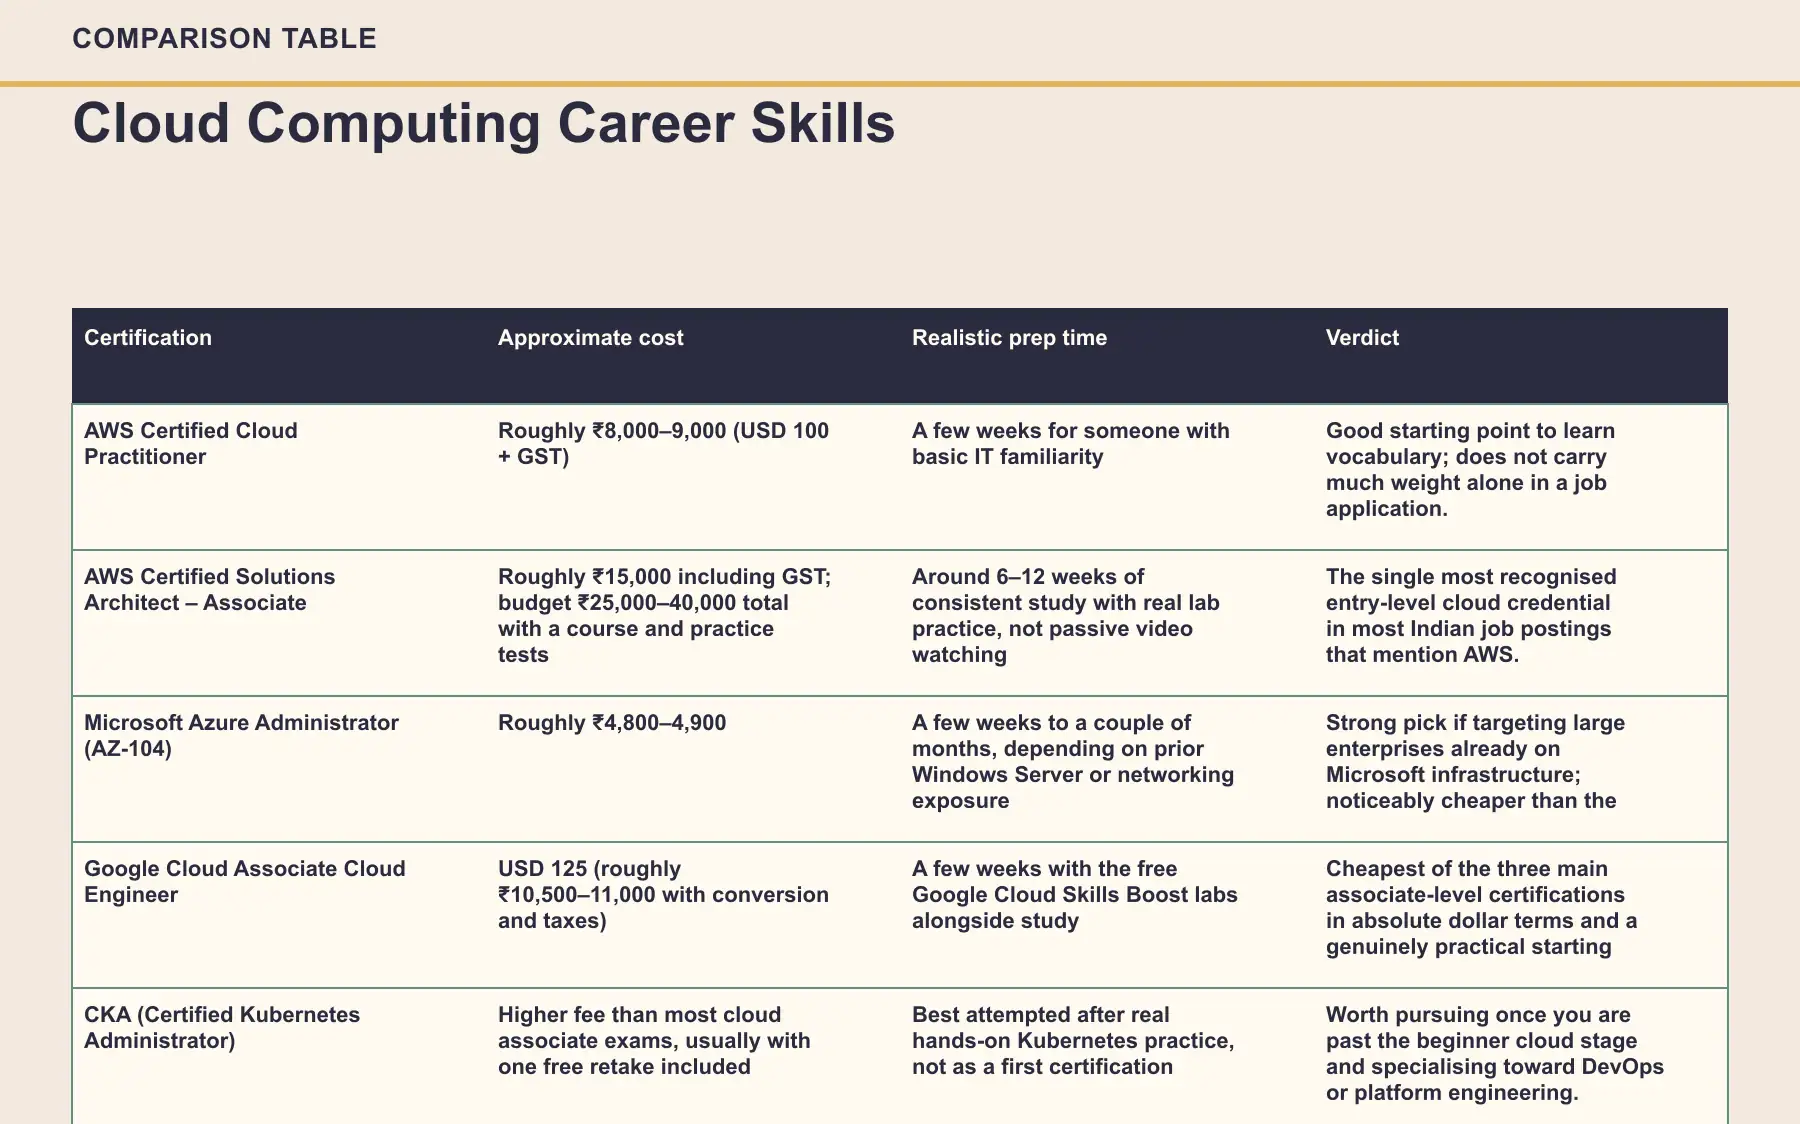 COMPARISON TABLE
Cloud Computing Career Skills
Certification
Approximate cost
Realistic prep time
Verdict
AWS Certified Cloud
Practitioner
Roughly ₹8,000–9,000 (USD 100
+ GST)
A few weeks for someone with
basic IT familiarity
Good starting point to learn
vocabulary; does not carry
much weight alone in a job
application.
AWS Certified Solutions
Architect – Associate
Roughly ₹15,000 including GST;
budget ₹25,000–40,000 total
with a course and practice
tests
Around 6–12 weeks of
consistent study with real lab
practice, not passive video
watching
The single most recognised
entry-level cloud credential
in most Indian job postings
that mention AWS.
Microsoft Azure Administrator
(AZ-104)
Roughly ₹4,800–4,900
A few weeks to a couple of
months, depending on prior
Windows Server or networking
exposure
Strong pick if targeting large
enterprises already on
Microsoft infrastructure;
noticeably cheaper than the
Google Cloud Associate Cloud
Engineer
USD 125 (roughly
₹10,500–11,000 with conversion
and taxes)
A few weeks with the free
Google Cloud Skills Boost labs
alongside study
Cheapest of the three main
associate-level certifications
in absolute dollar terms and a
genuinely practical starting
CKA (Certified Kubernetes
Administrator)
Higher fee than most cloud
associate exams, usually with
one free retake included
Best attempted after real
hands-on Kubernetes practice,
not as a first certification
Worth pursuing once you are
past the beginner cloud stage
and specialising toward DevOps
or platform engineering.